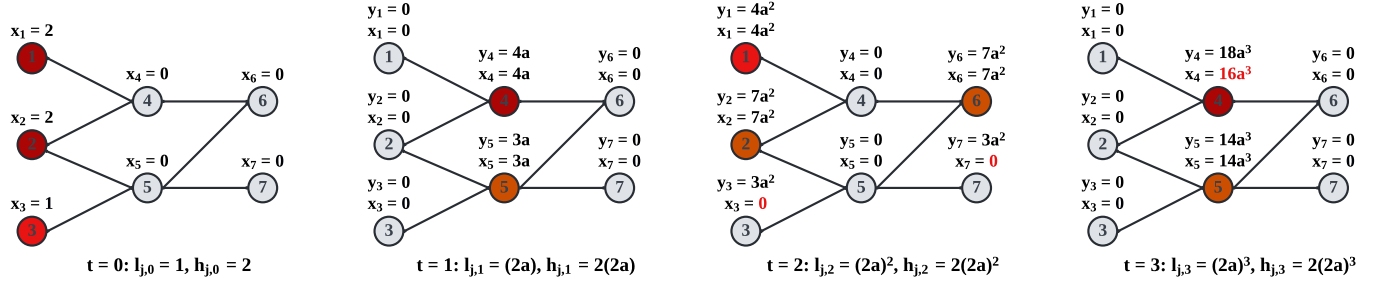 x₁ = 2
1
x₂ = 2
2
x₃ = 1
3
x₄ = 0
4
x₅ = 0
5
x₆ = 0
6
x₇ = 0
7
t = 0: lⱼ,₀ = 1, hⱼ,₀ = 2
y₁ = 0
x₁ = 0
1
y₂ = 0
x₂ = 0
2
y₃ = 0
x₃ = 0
3
y₄ = 4a
x₄ = 4a
4
y₅ = 3a
x₅ = 3a
5
y₆ = 0
x₆ = 0
6
y₇ = 0
x₇ = 0
7
t = 1: lⱼ,₁ = (2a), hⱼ,₁ = 2(2a)
y₁ = 4a²
x₁ = 4a²
1
y₂ = 7a²
x₂ = 7a²
2
y₃ = 3a²
x₃ = 0
3
y₄ = 0
x₄ = 0
4
y₅ = 0
x₅ = 0
5
y₆ = 7a²
x₆ = 7a²
6
y₇ = 3a²
x₇ = 0
7
t = 2: lⱼ,₂ = (2a)², hⱼ,₂ = 2(2a)²
y₁ = 0
x₁ = 0
1
y₂ = 0
x₂ = 0
2
y₃ = 0
x₃ = 0
3
y₄ = 18a³
x₄ = 16a³
4
y₅ = 14a³
x₅ = 14a³
5
y₆ = 0
x₆ = 0
6
y₇ = 0
x₇ = 0
7
t = 3: lⱼ,₃ = (2a)³, hⱼ,₃ = 2(2a)³